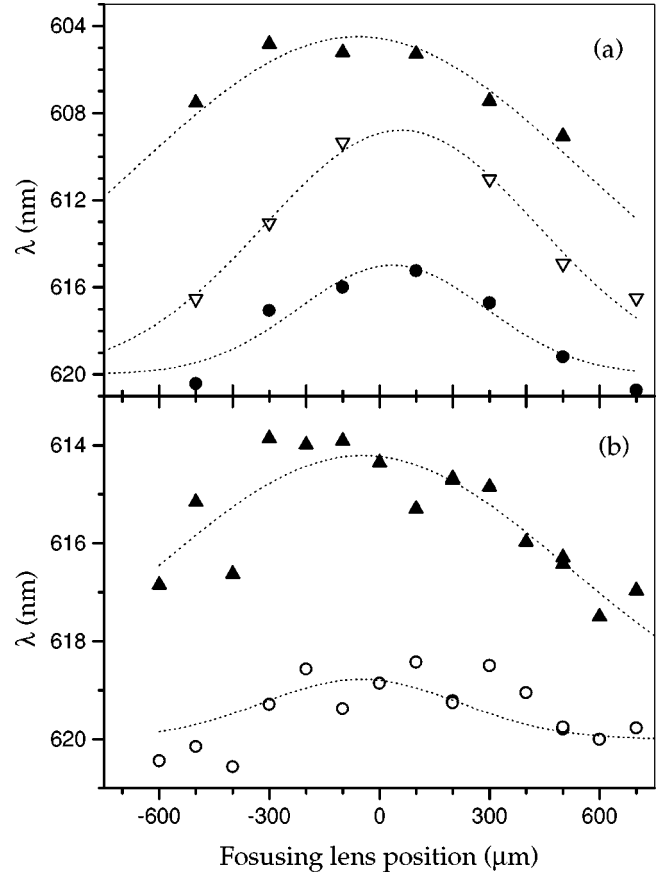 604
(a)
608
612
λ (nm)
616
620
614
(b)
616
λ (nm)
618
620
-600 -300 0 300 600
Fosusing lens position (μm)